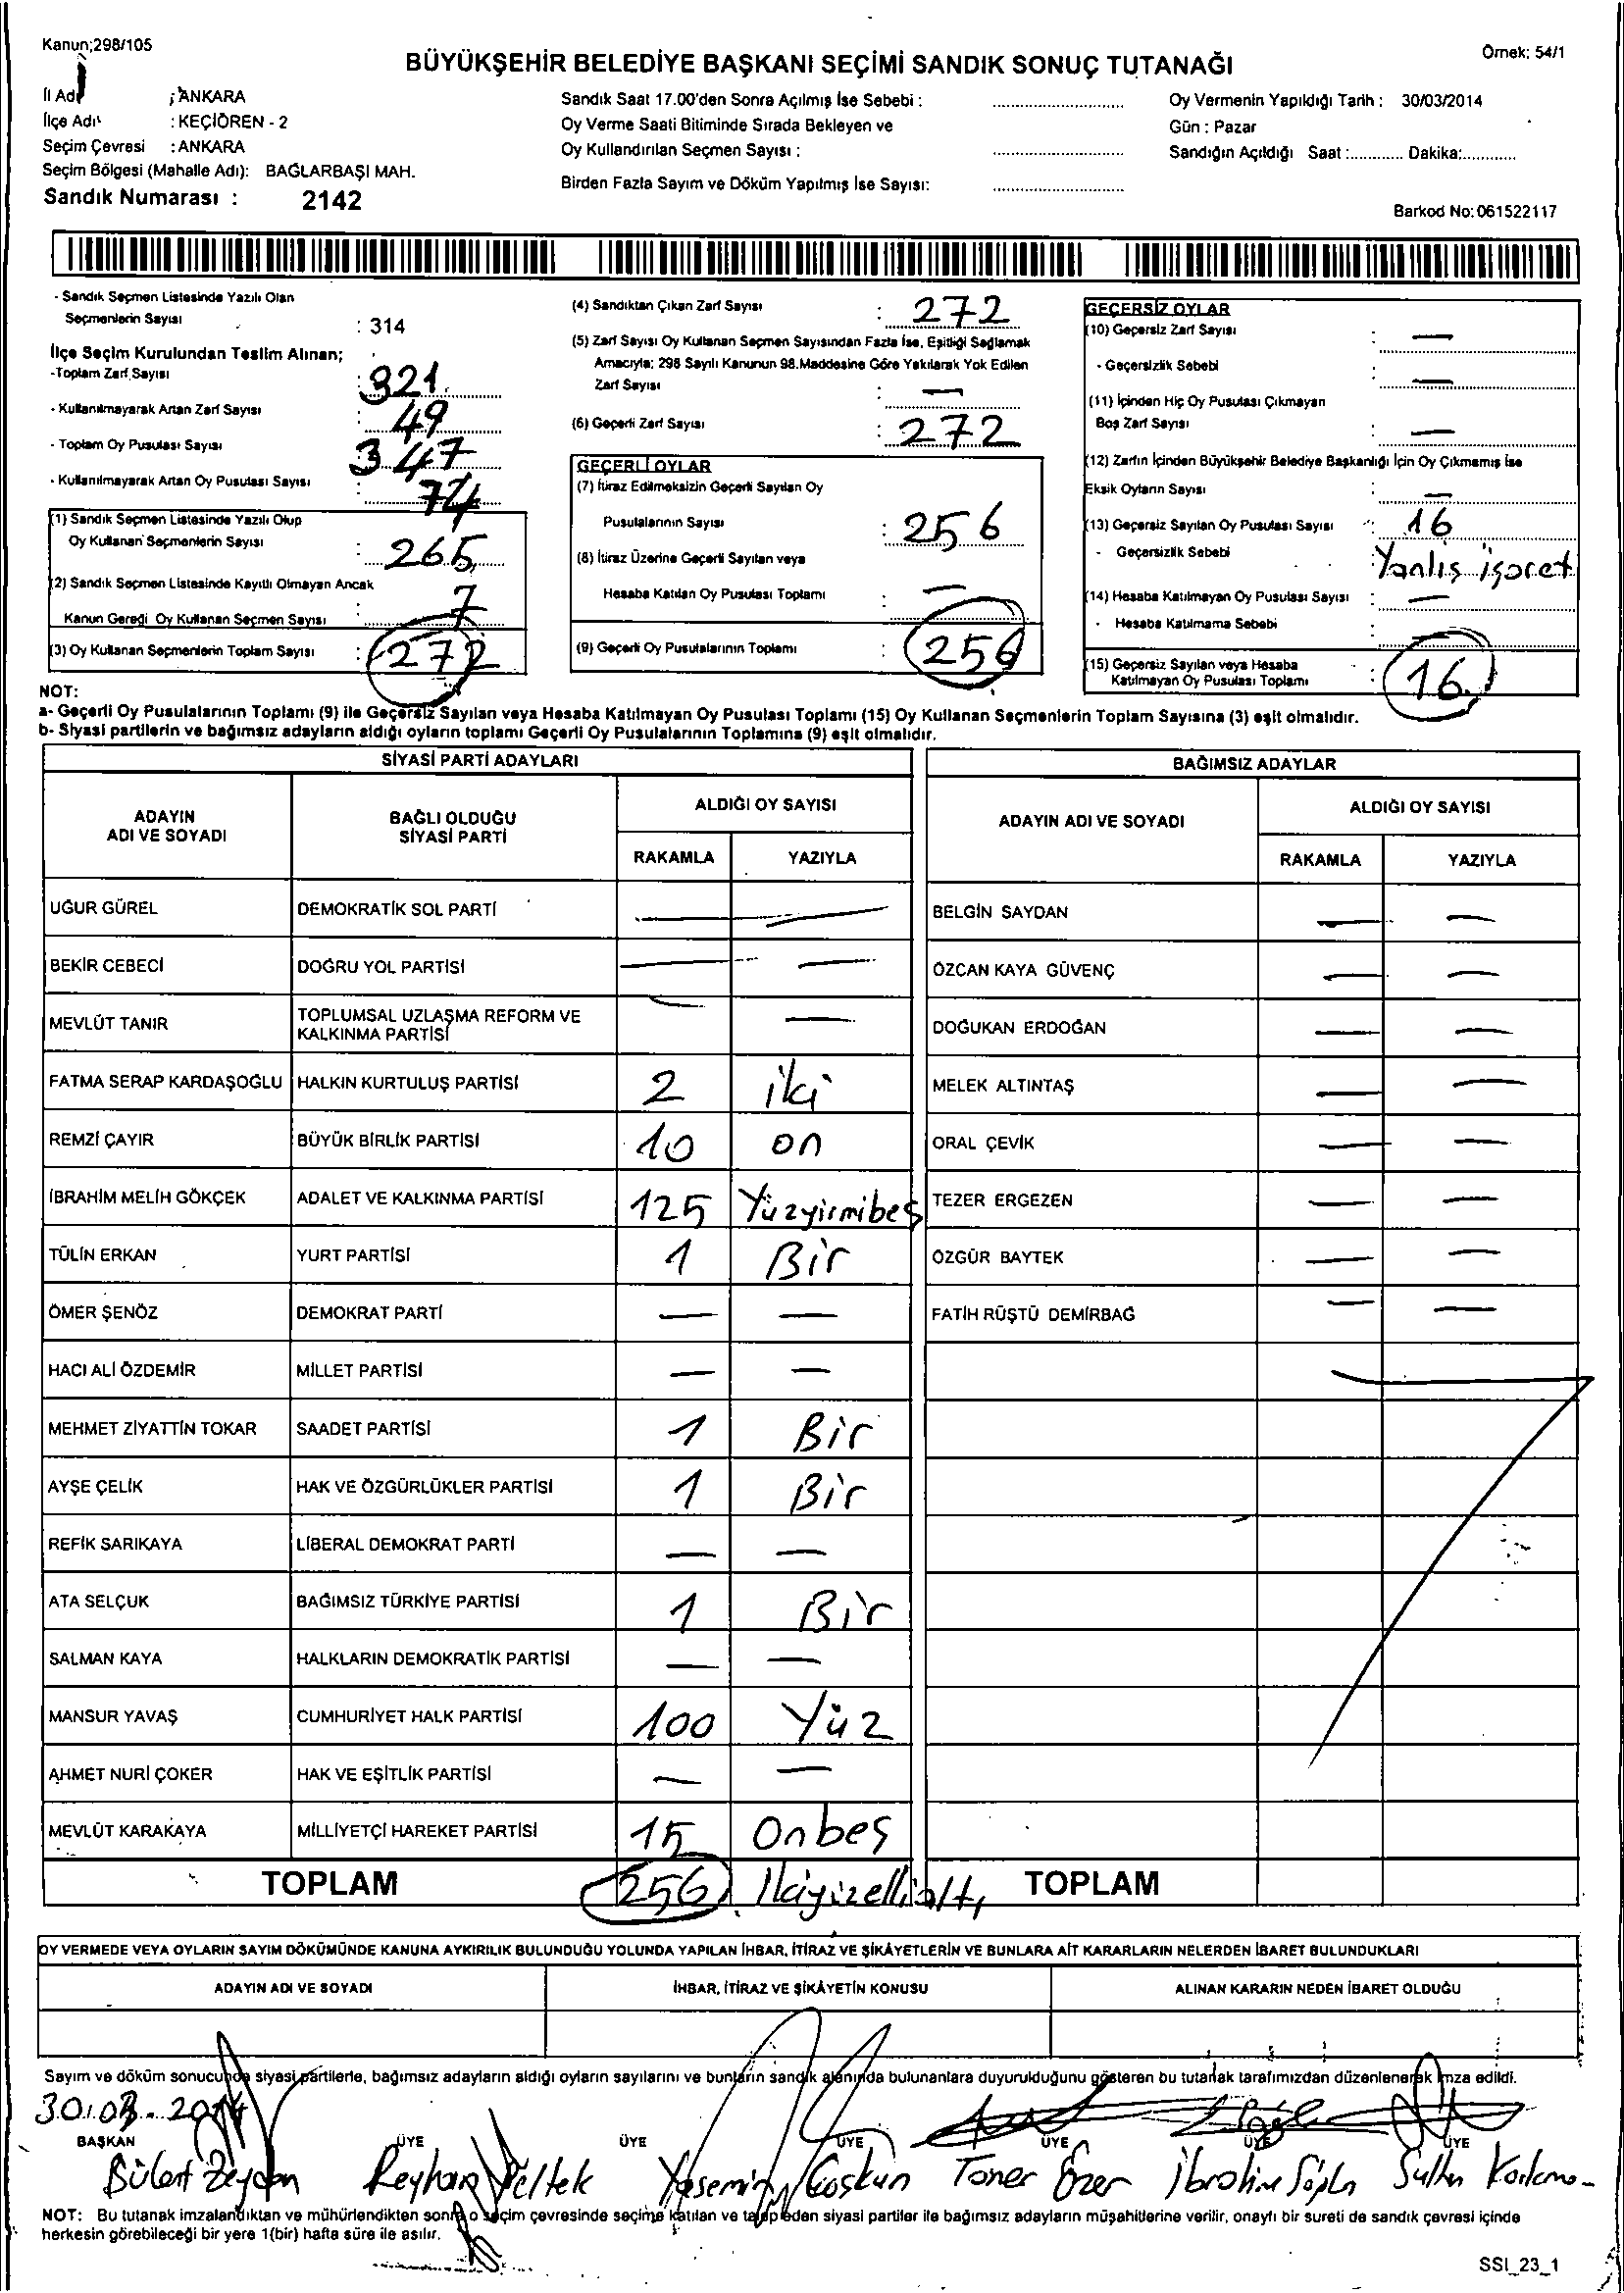 Kanun;298/105
Örnek: 54/1
BÜYÜKŞEHİR BELEDİYE BAŞKANI SEÇİMİ SANDIK SONUÇ TUTANAĞI
İl Adı : ANKARA
İlçe Adı : KEÇİÖREN - 2
Seçim Çevresi : ANKARA
Seçim Bölgesi (Mahalle Adı): BAĞLARBAŞI MAH.
Sandık Numarası : 2142
Sandık Saat 17.00'den Sonra Açılmış İse Sebebi :
Oy Verme Saati Bitiminde Sırada Bekleyen ve
Oy Kullandırılan Seçmen Sayısı :
Birden Fazla Sayım ve Döküm Yapılmış İse Sayısı:
Oy Vermenin Yapıldığı Tarih : 30/03/2014
Gün : Pazar
Sandığın Açıldığı Saat :............ Dakika:............
Barkod No: 061522117
- Sandık Seçmen Listesinde Yazılı Olan
Seçmenlerin Sayısı : 314
İlçe Seçim Kurulundan Teslim Alınan;
-Toplam Zarf Sayısı : 321
- Kullanılmayarak Artan Zarf Sayısı : 49
- Toplam Oy Pusulası Sayısı 347
- Kullanılmayarak Artan Oy Pusulası Sayısı : 74
(1) Sandık Seçmen Listesinde Yazılı Olup
Oy Kullanan Seçmenlerin Sayısı : 265
(2) Sandık Seçmen Listesinde Kayıtlı Olmayan Ancak
Kanun Gereği Oy Kullanan Seçmen Sayısı : 7
(3) Oy Kullanan Seçmenlerin Toplam Sayısı : 272
(4) Sandıktan Çıkan Zarf Sayısı : 272
(5) Zarf Sayısı Oy Kullanan Seçmen Sayısından Fazla İse, Eşitliği Sağlamak
Amacıyla; 298 Sayılı Kanunun 98.Maddesine Göre Yakılarak Yok Edilen
Zarf Sayısı : —
(6) Geçerli Zarf Sayısı : 272
GEÇERLİ OYLAR
(7) İtiraz Edilmeksizin Geçerli Sayılan Oy
Pusulalarının Sayısı : 256
(8) İtiraz Üzerine Geçerli Sayılan veya
Hesaba Katılan Oy Pusulası Toplamı : —
(9) Geçerli Oy Pusulalarının Toplamı : 256
GEÇERSİZ OYLAR
(10) Geçersiz Zarf Sayısı : —
- Geçersizlik Sebebi : —
(11) İçinden Hiç Oy Pusulası Çıkmayan
Boş Zarf Sayısı : —
(12) Zarfın İçinden Büyükşehir Belediye Başkanlığı İçin Oy Çıkmamış İse
Eksik Oyların Sayısı : —
(13) Geçersiz Sayılan Oy Pusulası Sayısı : 16
- Geçersizlik Sebebi : Yanlış işaret
(14) Hesaba Katılmayan Oy Pusulası Sayısı : —
- Hesaba Katılmama Sebebi : —
(15) Geçersiz Sayılan veya Hesaba
Katılmayan Oy Pusulası Toplamı : 16
NOT:
a- Geçerli Oy Pusulalarının Toplamı (9) ile Geçersiz Sayılan veya Hesaba Katılmayan Oy Pusulası Toplamı (15) Oy Kullanan Seçmenlerin Toplam Sayısına (3) eşit olmalıdır.
b- Siyasi partilerin ve bağımsız adayların aldığı oyların toplamı Geçerli Oy Pusulalarının Toplamına (9) eşit olmalıdır.
SİYASİ PARTİ ADAYLARI
ADAYIN ADI VE SOYADI
BAĞLI OLDUĞU SİYASİ PARTİ
ALDIĞI OY SAYISI
RAKAMLA YAZIYLA
UĞUR GÜREL DEMOKRATİK SOL PARTİ — —
BEKİR CEBECİ DOĞRU YOL PARTİSİ — —
MEVLÜT TANIR TOPLUMSAL UZLAŞMA REFORM VE KALKINMA PARTİSİ — —
FATMA SERAP KARDAŞOĞLU HALKIN KURTULUŞ PARTİSİ 2 iki
REMZİ ÇAYIR BÜYÜK BİRLİK PARTİSİ 10 on
İBRAHİM MELİH GÖKÇEK ADALET VE KALKINMA PARTİSİ 125 Yüzyirmibeş
TÜLİN ERKAN YURT PARTİSİ 1 Bir
ÖMER ŞENÖZ DEMOKRAT PARTİ — —
HACI ALİ ÖZDEMİR MİLLET PARTİSİ — —
MEHMET ZİYATTİN TOKAR SAADET PARTİSİ 1 Bir
AYŞE ÇELİK HAK VE ÖZGÜRLÜKLER PARTİSİ 1 Bir
REFİK SARIKAYA LİBERAL DEMOKRAT PARTİ — —
ATA SELÇUK BAĞIMSIZ TÜRKİYE PARTİSİ 1 Bir
SALMAN KAYA HALKLARIN DEMOKRATİK PARTİSİ — —
MANSUR YAVAŞ CUMHURİYET HALK PARTİSİ 100 Yüz
AHMET NURİ ÇOKER HAK VE EŞİTLİK PARTİSİ — —
MEVLÜT KARAKAYA MİLLİYETÇİ HAREKET PARTİSİ 15 Onbeş
TOPLAM 256 İkiyüzellialtı
BAĞIMSIZ ADAYLAR
ADAYIN ADI VE SOYADI
ALDIĞI OY SAYISI
RAKAMLA YAZIYLA
BELGİN SAYDAN — —
ÖZCAN KAYA GÜVENÇ — —
DOĞUKAN ERDOĞAN — —
MELEK ALTINTAŞ — —
ORAL ÇEVİK — —
TEZER ERGEZEN — —
ÖZGÜR BAYTEK — —
FATİH RÜŞTÜ DEMİRBAĞ — —
TOPLAM
OY VERMEDE VEYA OYLARIN SAYIM DÖKÜMÜNDE KANUNA AYKIRILIK BULUNDUĞU YOLUNDA YAPILAN İHBAR, İTİRAZ VE ŞİKÂYETLERİN VE BUNLARA AİT KARARLARIN NELERDEN İBARET BULUNDUKLARI
ADAYIN ADI VE SOYADI
İHBAR, İTİRAZ VE ŞİKÂYETİN KONUSU
ALINAN KARARIN NEDEN İBARET OLDUĞU
Sayım ve döküm sonucunda siyasi partilerle, bağımsız adayların aldığı oyların sayılarını ve bunların sandık alanında bulunanlara duyurulduğunu gösteren bu tutanak tarafımızdan düzenlenerek imza edildi.
30.03.2014
BAŞKAN ÜYE ÜYE ÜYE ÜYE ÜYE ÜYE
Bülent Zeydan Reyhan Peltek Yasemin Coşkun Taner Özer İbrahim Sultan
NOT: Bu tutanak imzalandıktan ve mühürlendikten sonra o seçim çevresinde seçime katılan ve talep eden siyasi partiler ile bağımsız adayların müşahitlerine verilir, onaylı bir sureti de sandık çevresi içinde
herkesin görebileceği bir yere 1(bir) hafta süre ile asılır.
SSI_23_1